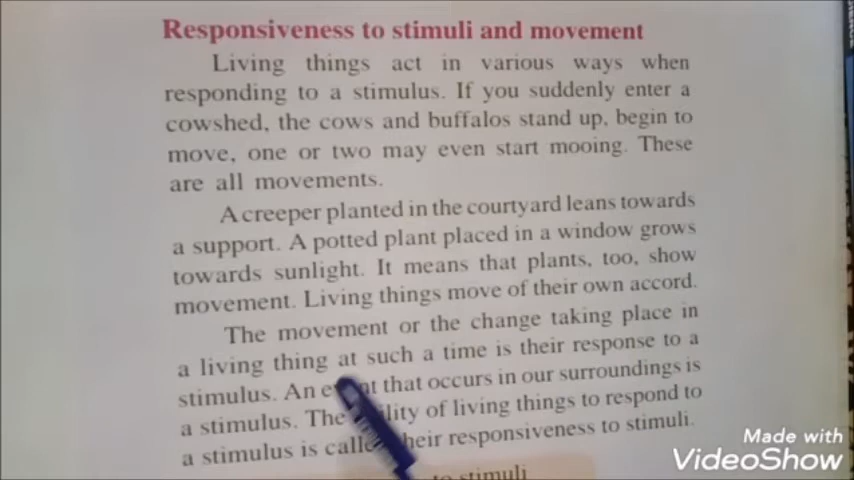 Responsiveness to stimuli and movement
Living things act in various ways when
responding to a stimulus. If you suddenly enter a
cowshed, the cows and buffalos stand up, begin to
move, one or two may even start mooing. These
are all movements.
A creeper planted in the courtyard leans towards
a support. A potted plant placed in a window grows
towards sunlight. It means that plants, too, show
movement. Living things move of their own accord.
The movement or the change taking place in
a living thing at such a time is their response to a
stimulus. An that occurs in our surroundings is
a stimulus. The of living things to respond to
a stimulus is called their responsiveness to stimuli.
to stimuli
Made with
VideoShow